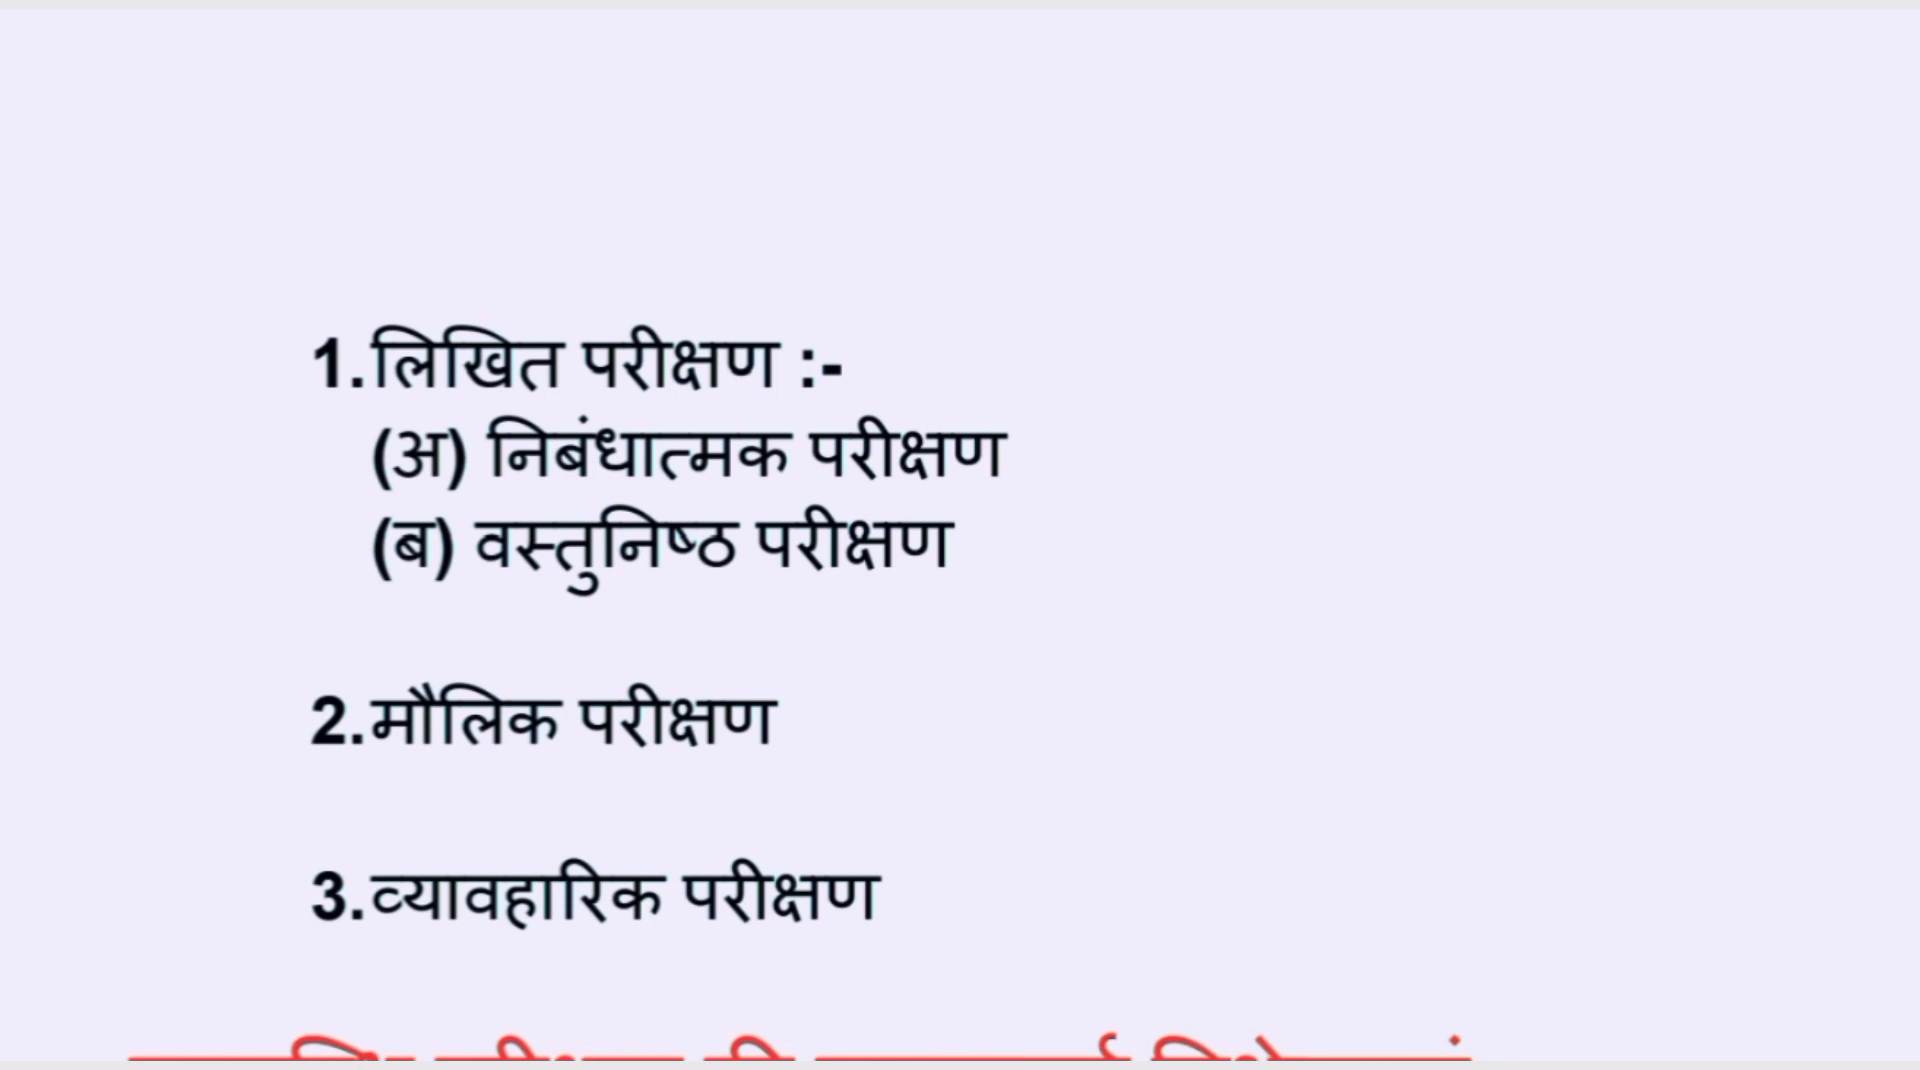 1.लिखित परीक्षण :-
(अ) निबंधात्मक परीक्षण
(ब) वस्तुनिष्ठ परीक्षण
2.मौलिक परीक्षण
3.व्यावहारिक परीक्षण